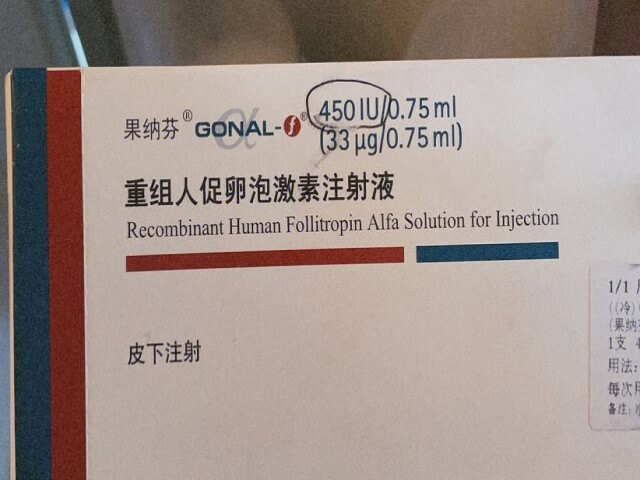 果纳芬® GONAL-f® 450 IU/0.75 ml
(33 µg/0.75 ml)
重组人促卵泡激素注射液
Recombinant Human Follitropin Alfa Solution for Injection
皮下注射
1/1
((冷)
(果纳芬
1支 4
用法:
每次用
备注: